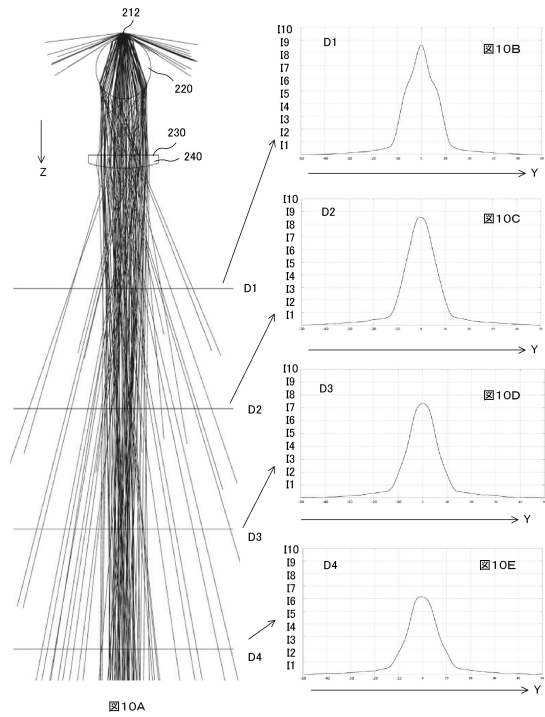 212
220
230
240
Z
D1
D2
D3
D4
図10A
I10
I9
I8
I7
I6
I5
I4
I3
I2
I1
D1
図10B
Y
I10
I9
I8
I7
I6
I5
I4
I3
I2
I1
D2
図10C
Y
I10
I9
I8
I7
I6
I5
I4
I3
I2
I1
D3
図10D
Y
I10
I9
I8
I7
I6
I5
I4
I3
I2
I1
D4
図10E
Y